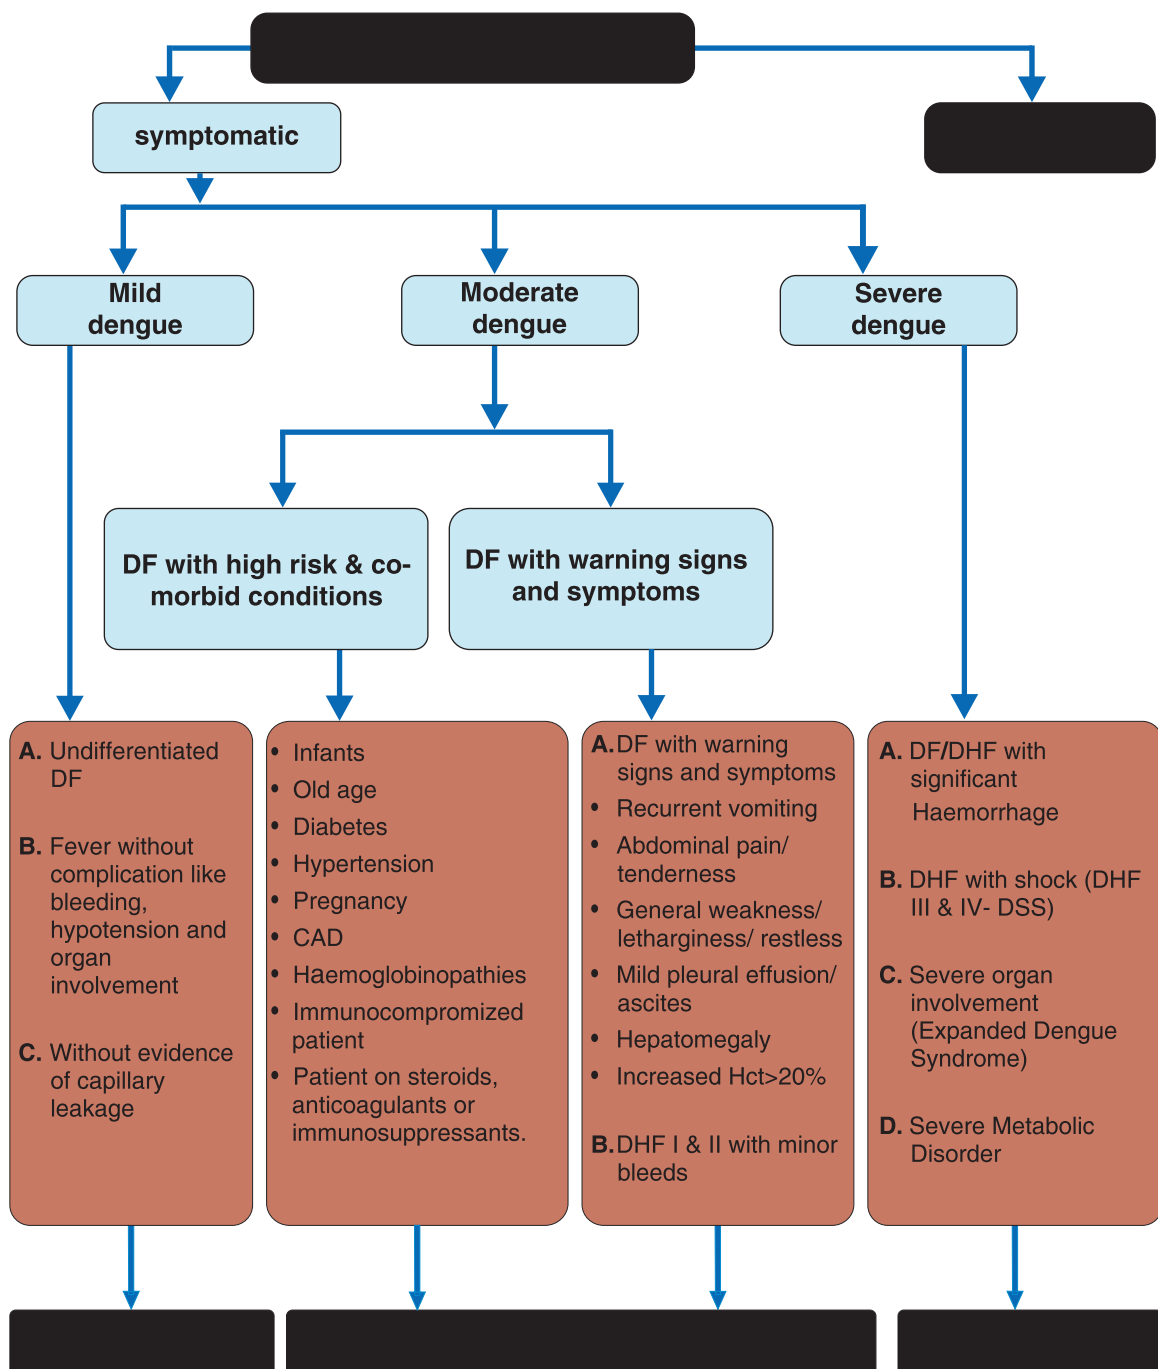 symptomatic
Mild
dengue
Moderate
dengue
Severe
dengue
DF with high risk & co-
morbid conditions
DF with warning signs
and symptoms
A. Undifferentiated
DF
B. Fever without
complication like
bleeding,
hypotension and
organ
involvement
C. Without evidence
of capillary
leakage
• Infants
• Old age
• Diabetes
• Hypertension
• Pregnancy
• CAD
• Haemoglobinopathies
• Immunocompromized
patient
• Patient on steroids,
anticoagulants or
immunosuppressants.
A. DF with warning
signs and symptoms
• Recurrent vomiting
• Abdominal pain/
tenderness
• General weakness/
letharginess/ restless
• Mild pleural effusion/
ascites
• Hepatomegaly
• Increased Hct>20%
B. DHF I & II with minor
bleeds
A. DF/DHF with
significant
Haemorrhage
B. DHF with shock (DHF
III & IV- DSS)
C. Severe organ
involvement
(Expanded Dengue
Syndrome)
D. Severe Metabolic
Disorder